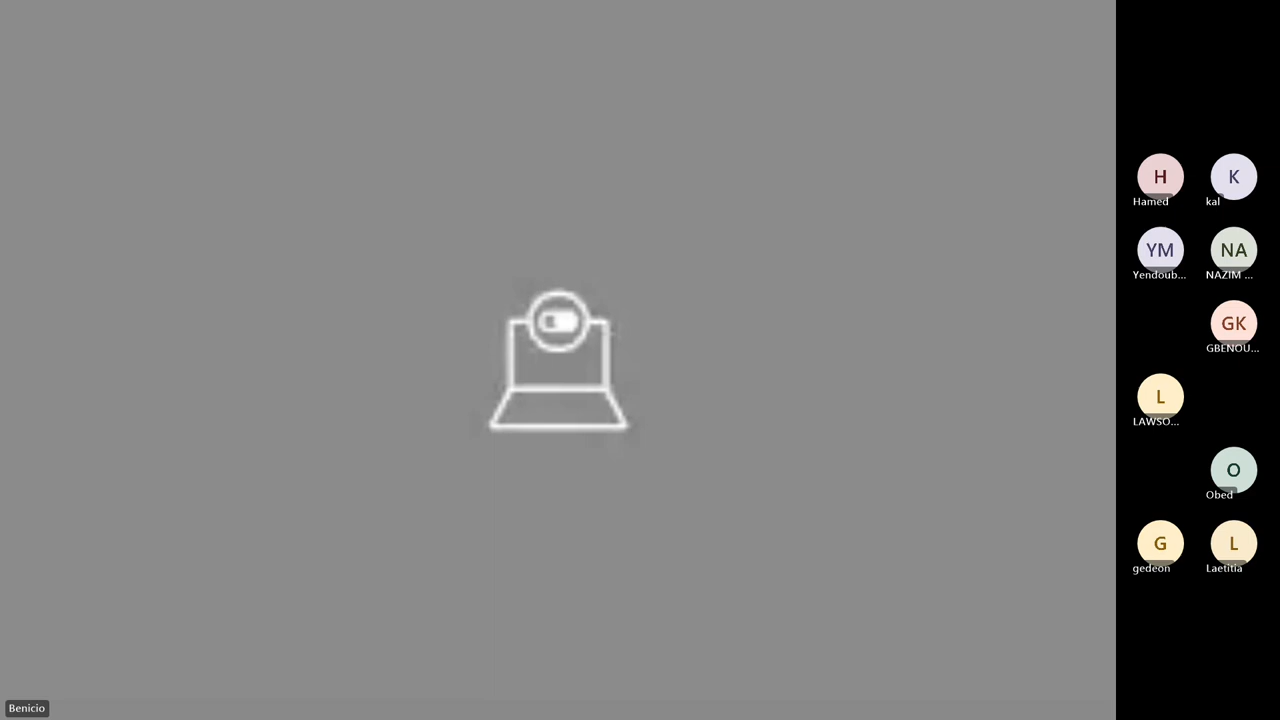 H
Hamed
K
kal
YM
Yendoub...
NA
NAZIM ...
GK
GBENOU...
L
LAWSO...
O
Obed
G
gedeon
L
Laetitia
Benicio